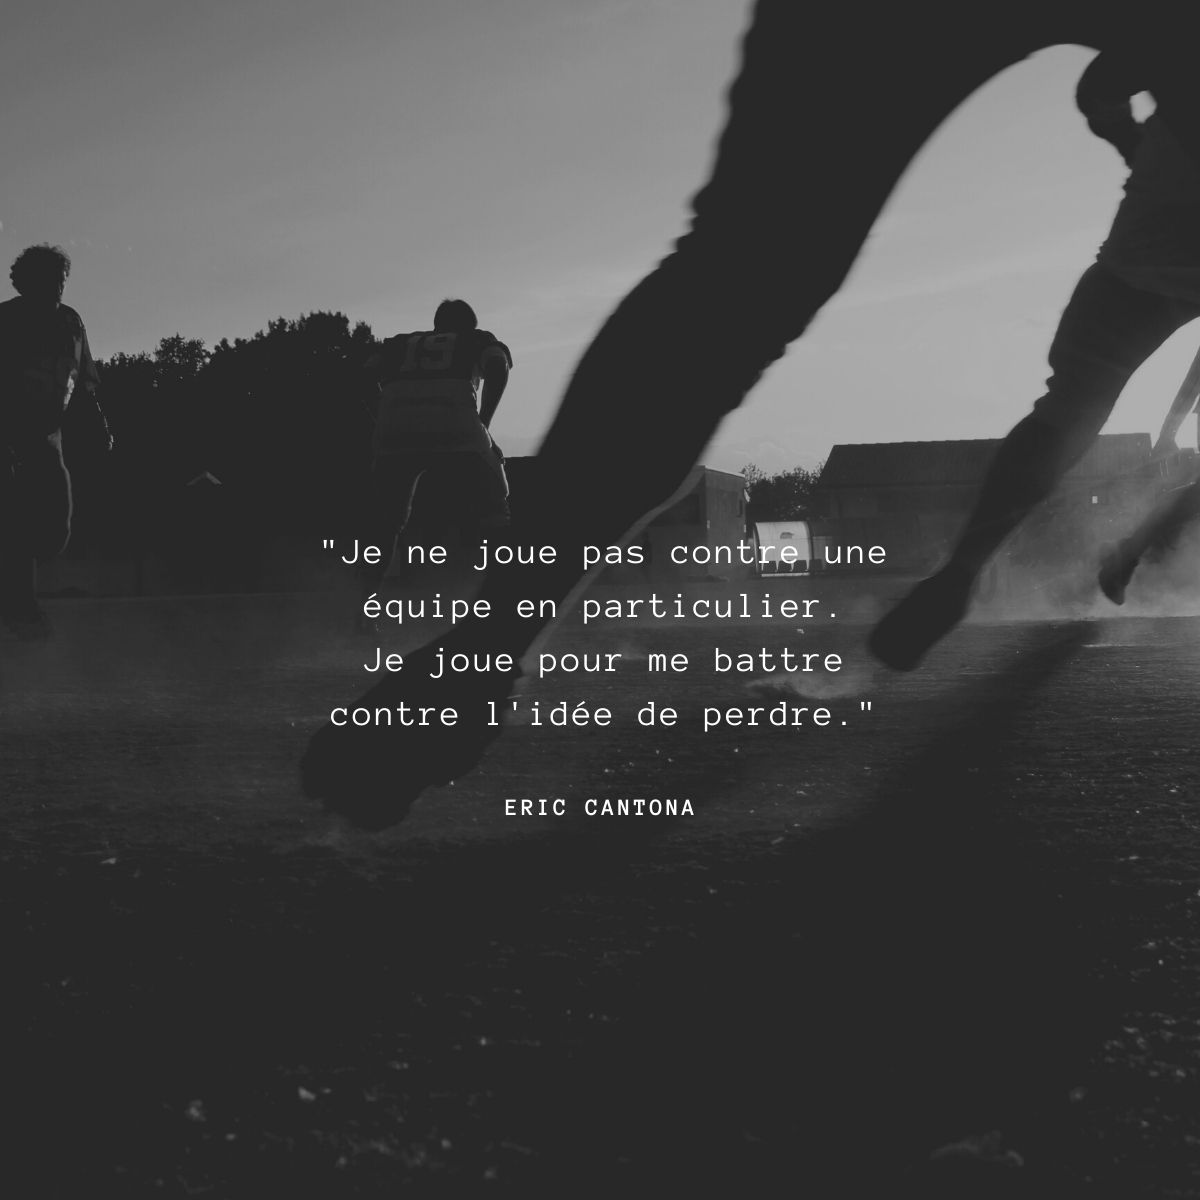 "Je ne joue pas contre une
équipe en particulier.
Je joue pour me battre
contre l'idée de perdre."
ERIC CANTONA
19